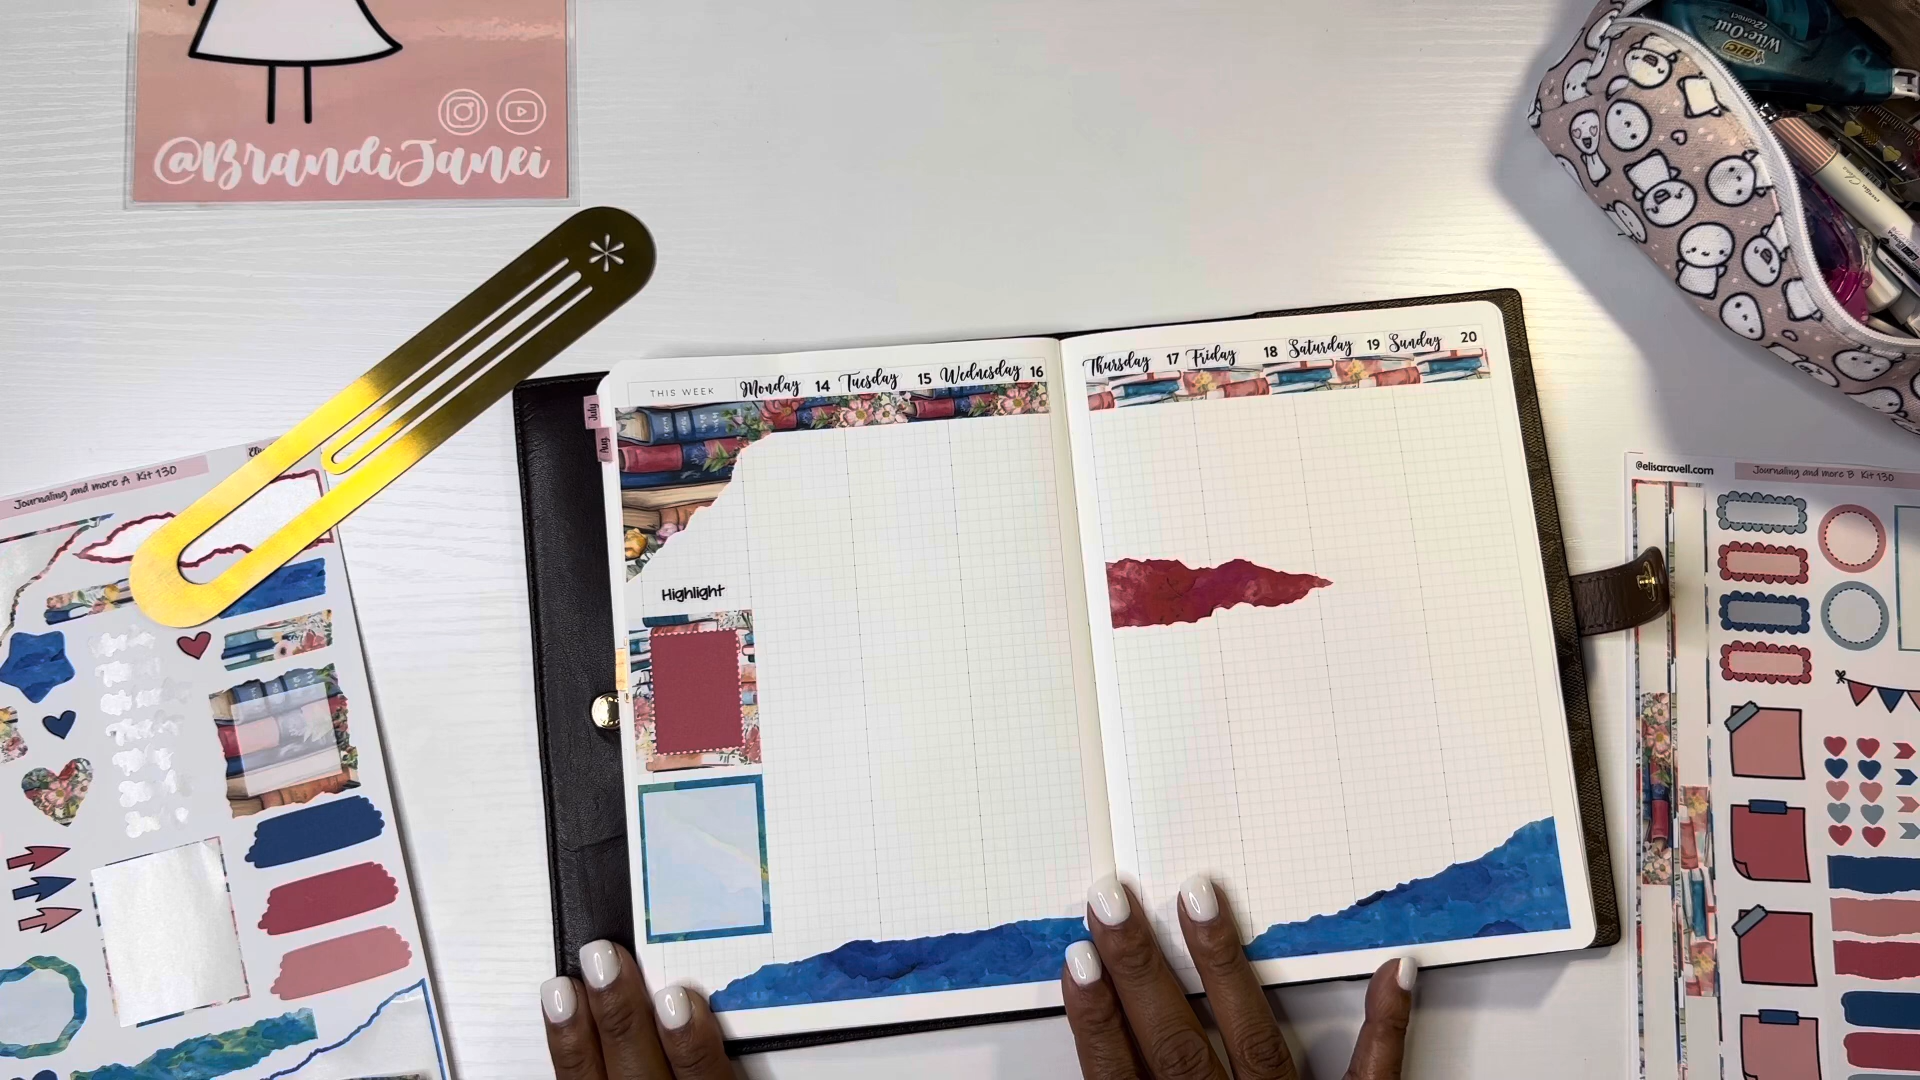 @BrandiJanei
BIC
Wite-Out
EZcorrect
THIS WEEK
Monday 14 Tuesday 15 Wednesday 16
Thursday 17 Friday 18 Saturday 19 Sunday 20
July
Aug
Highlight
Journaling and more A Kit 130
@elisaravell.com
Journaling and more B Kit 130